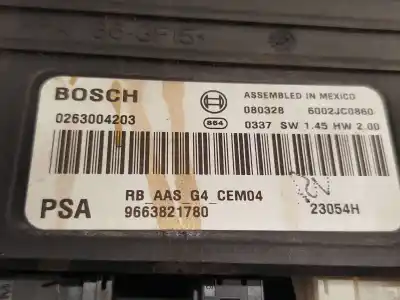 BOSCH
ASSEMBLED IN MEXICO
080328 6002JC0860
0263004203
864
0337 SW 1.45 HW 2.00
RB_AAS_G4_CEM04
PSA
9663821780
23054H